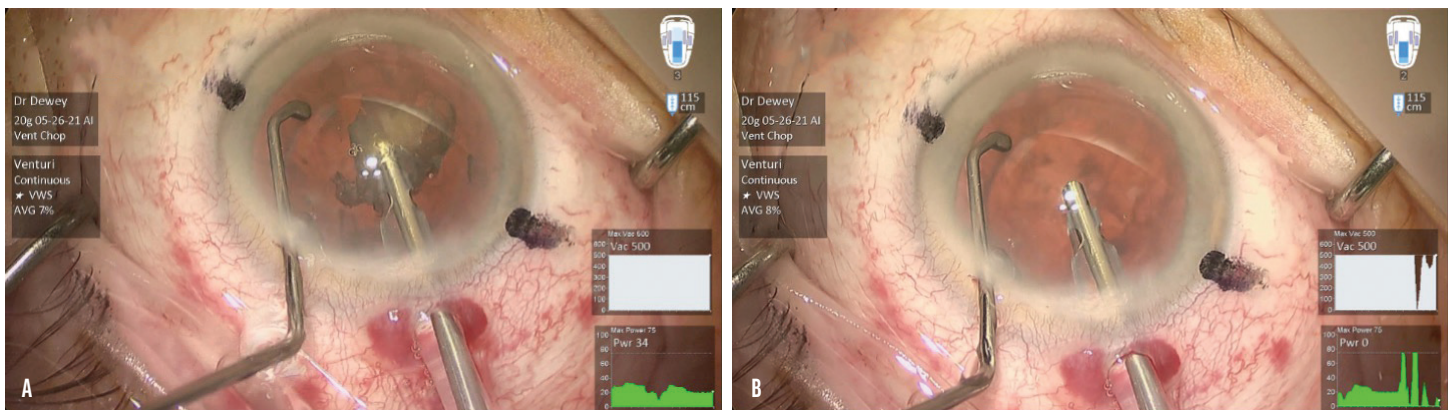 3
115
cm
Dr Dewey
20g 05-26-21 AI
Vent Chop
Venturi
Continuous
★ VWS
AVG 7%
Max Vac 600
600
500
400
300
200
100
0
Vac 500
Max Power 75
100
80
60
40
20
0
Pwr 34
A
2
115
cm
Dr Dewey
20g 05-26-21 AI
Vent Chop
Venturi
Continuous
★ VWS
AVG 8%
Max Vac 500
600
500
400
300
200
100
0
Vac 500
Max Power 75
100
80
60
40
20
0
Pwr 0
B